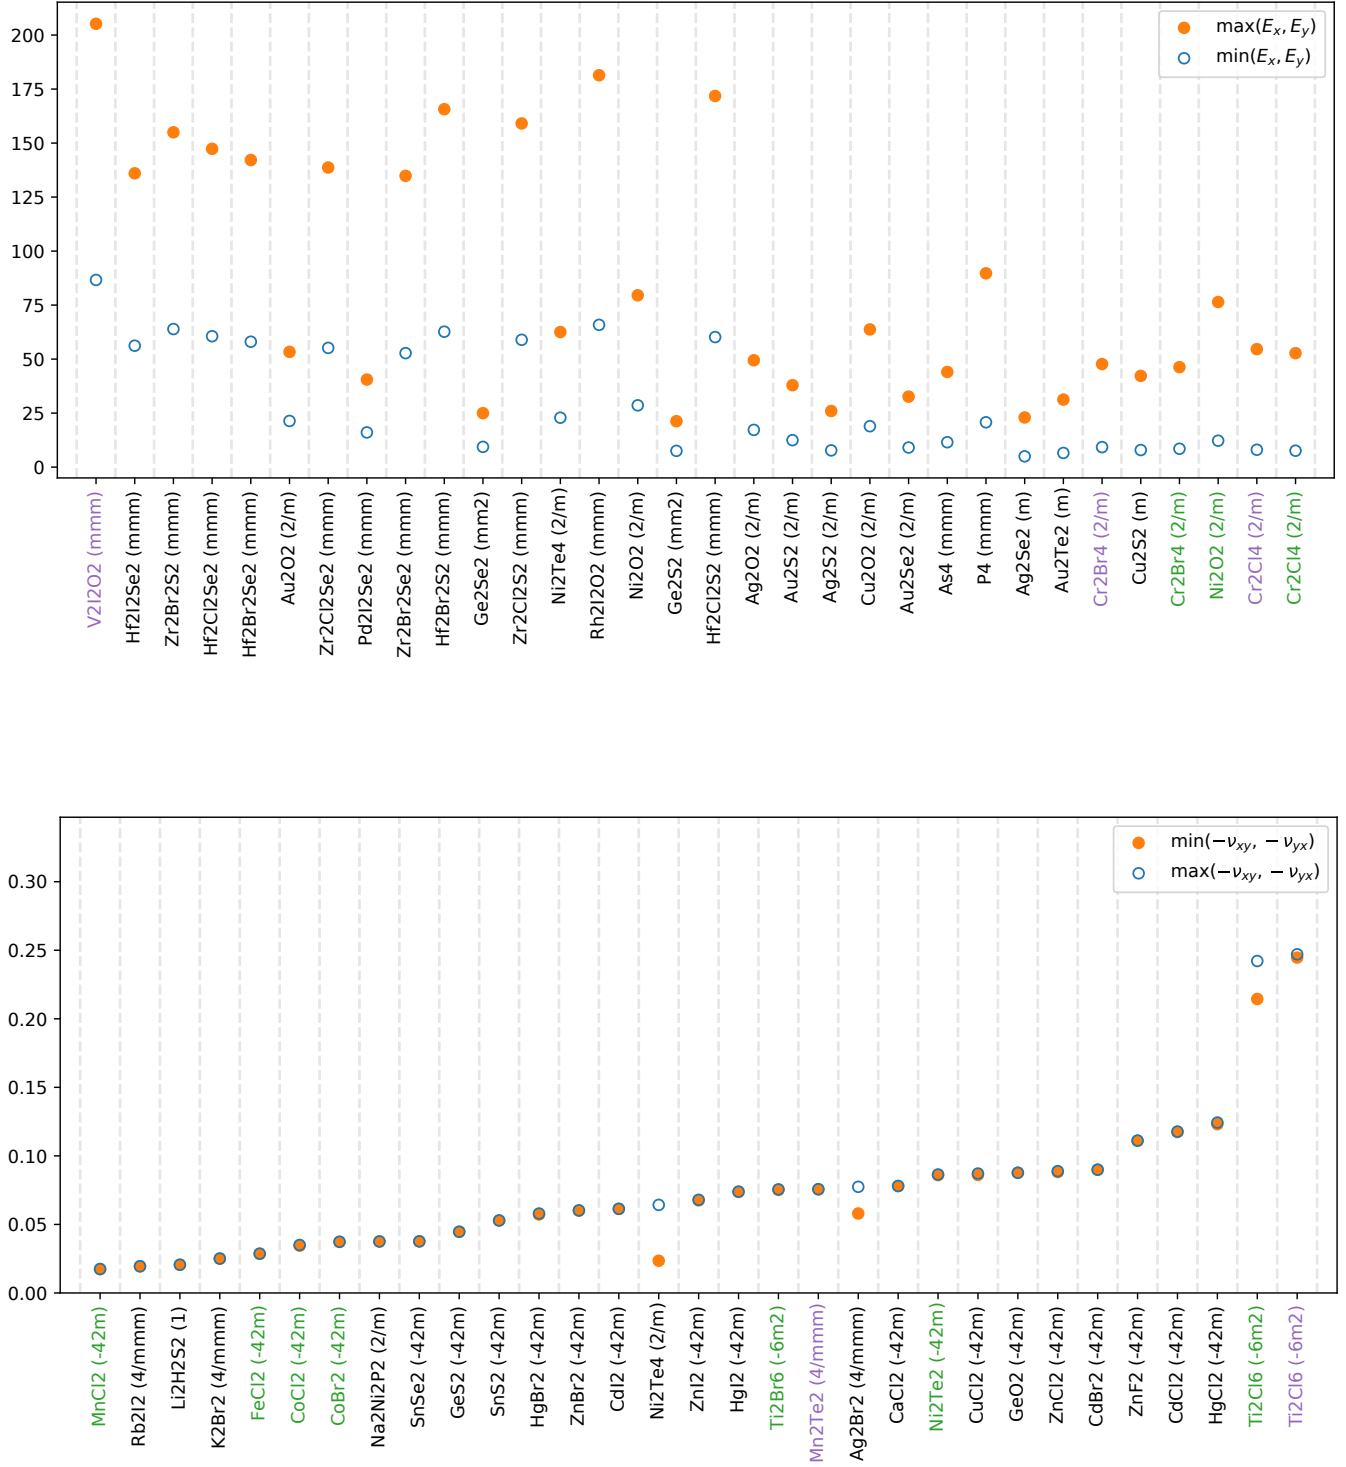 200
175
150
125
100
75
50
25
0
max(Eₓ, Eᵧ)
min(Eₓ, Eᵧ)
V2I2O2 (mmm)
Hf2I2Se2 (mmm)
Zr2Br2S2 (mmm)
Hf2Cl2Se2 (mmm)
Hf2Br2Se2 (mmm)
Au2O2 (2/m)
Zr2Cl2Se2 (mmm)
Pd2I2Se2 (mmm)
Zr2Br2Se2 (mmm)
Hf2Br2S2 (mmm)
Ge2Se2 (mm2)
Zr2Cl2S2 (mmm)
Ni2Te4 (2/m)
Rh2I2O2 (mmm)
Ni2O2 (2/m)
Ge2S2 (mm2)
Hf2Cl2S2 (mmm)
Ag2O2 (2/m)
Au2S2 (2/m)
Ag2S2 (2/m)
Cu2O2 (2/m)
Au2Se2 (2/m)
As4 (mmm)
P4 (mmm)
Ag2Se2 (m)
Au2Te2 (m)
Cr2Br4 (2/m)
Cu2S2 (m)
Cr2Br4 (2/m)
Ni2O2 (2/m)
Cr2Cl4 (2/m)
Cr2Cl4 (2/m)
0.30
0.25
0.20
0.15
0.10
0.05
0.00
min(−νxy, − νyx)
max(−νxy, − νyx)
MnCl2 (-42m)
Rb2I2 (4/mmm)
Li2H2S2 (1)
K2Br2 (4/mmm)
FeCl2 (-42m)
CoCl2 (-42m)
CoBr2 (-42m)
Na2Ni2P2 (2/m)
SnSe2 (-42m)
GeS2 (-42m)
SnS2 (-42m)
HgBr2 (-42m)
ZnBr2 (-42m)
CdI2 (-42m)
Ni2Te4 (2/m)
ZnI2 (-42m)
HgI2 (-42m)
Ti2Br6 (-6m2)
Mn2Te2 (4/mmm)
Ag2Br2 (4/mmm)
CaCl2 (-42m)
Ni2Te2 (-42m)
CuCl2 (-42m)
GeO2 (-42m)
ZnCl2 (-42m)
CdBr2 (-42m)
ZnF2 (-42m)
CdCl2 (-42m)
HgCl2 (-42m)
Ti2Cl6 (-6m2)
Ti2Cl6 (-6m2)